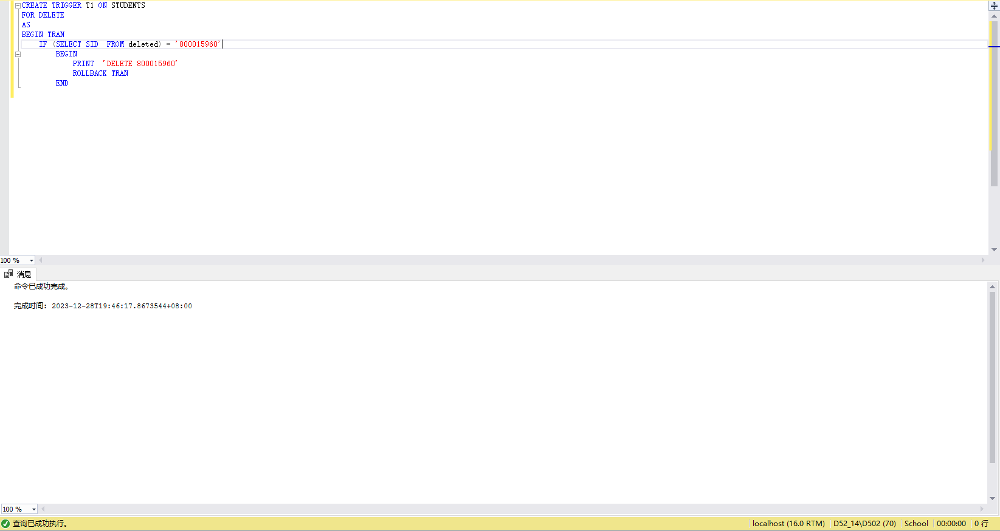 CREATE TRIGGER T1 ON STUDENTS
FOR DELETE
AS
BEGIN TRAN
IF (SELECT SID  FROM deleted) = '800015960'
BEGIN
PRINT  'DELETE 800015960'
ROLLBACK TRAN
END
100 %
消息
命令已成功完成。
完成时间: 2023-12-28T19:46:17.8673544+08:00
100 %
查询已成功执行。 localhost (16.0 RTM) D52_14\D502 (70) School 00:00:00 0 行